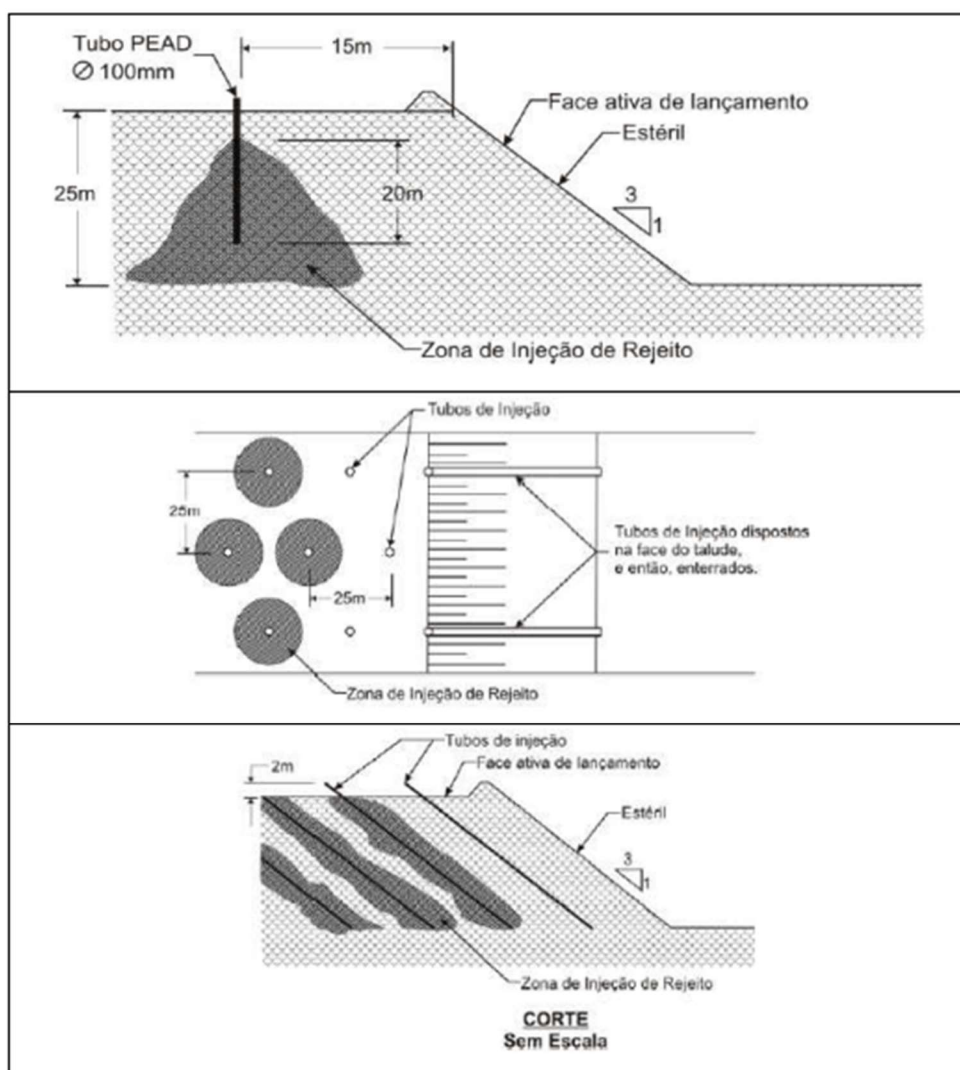 Tubo PEAD
Ø 100mm
15m
Face ativa de lançamento
Estéril
3
1
25m
20m
Zona de Injeção de Rejeito
Tubos de Injeção
25m
25m
Tubos de Injeção dispostos
na face do talude,
e então, enterrados.
Zona de Injeção de Rejeito
Tubos de injeção
2m
Face ativa de lançamento
Estéril
3
1
Zona de Injeção de Rejeito
CORTE
Sem Escala